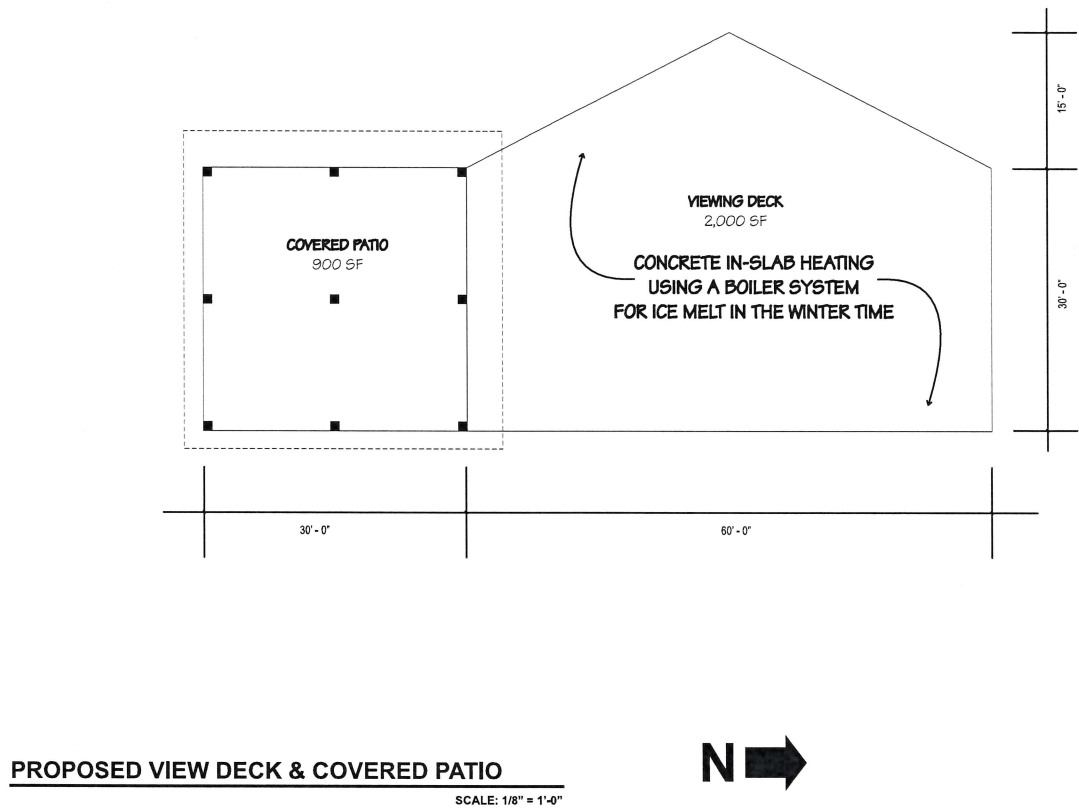 15' - 0"
COVERED PATIO
900 SF
VIEWING DECK
2,000 SF
CONCRETE IN-SLAB HEATING
USING A BOILER SYSTEM
FOR ICE MELT IN THE WINTER TIME
30' - 0"
30' - 0"
60' - 0"
N
PROPOSED VIEW DECK & COVERED PATIO
SCALE: 1/8" = 1'-0"